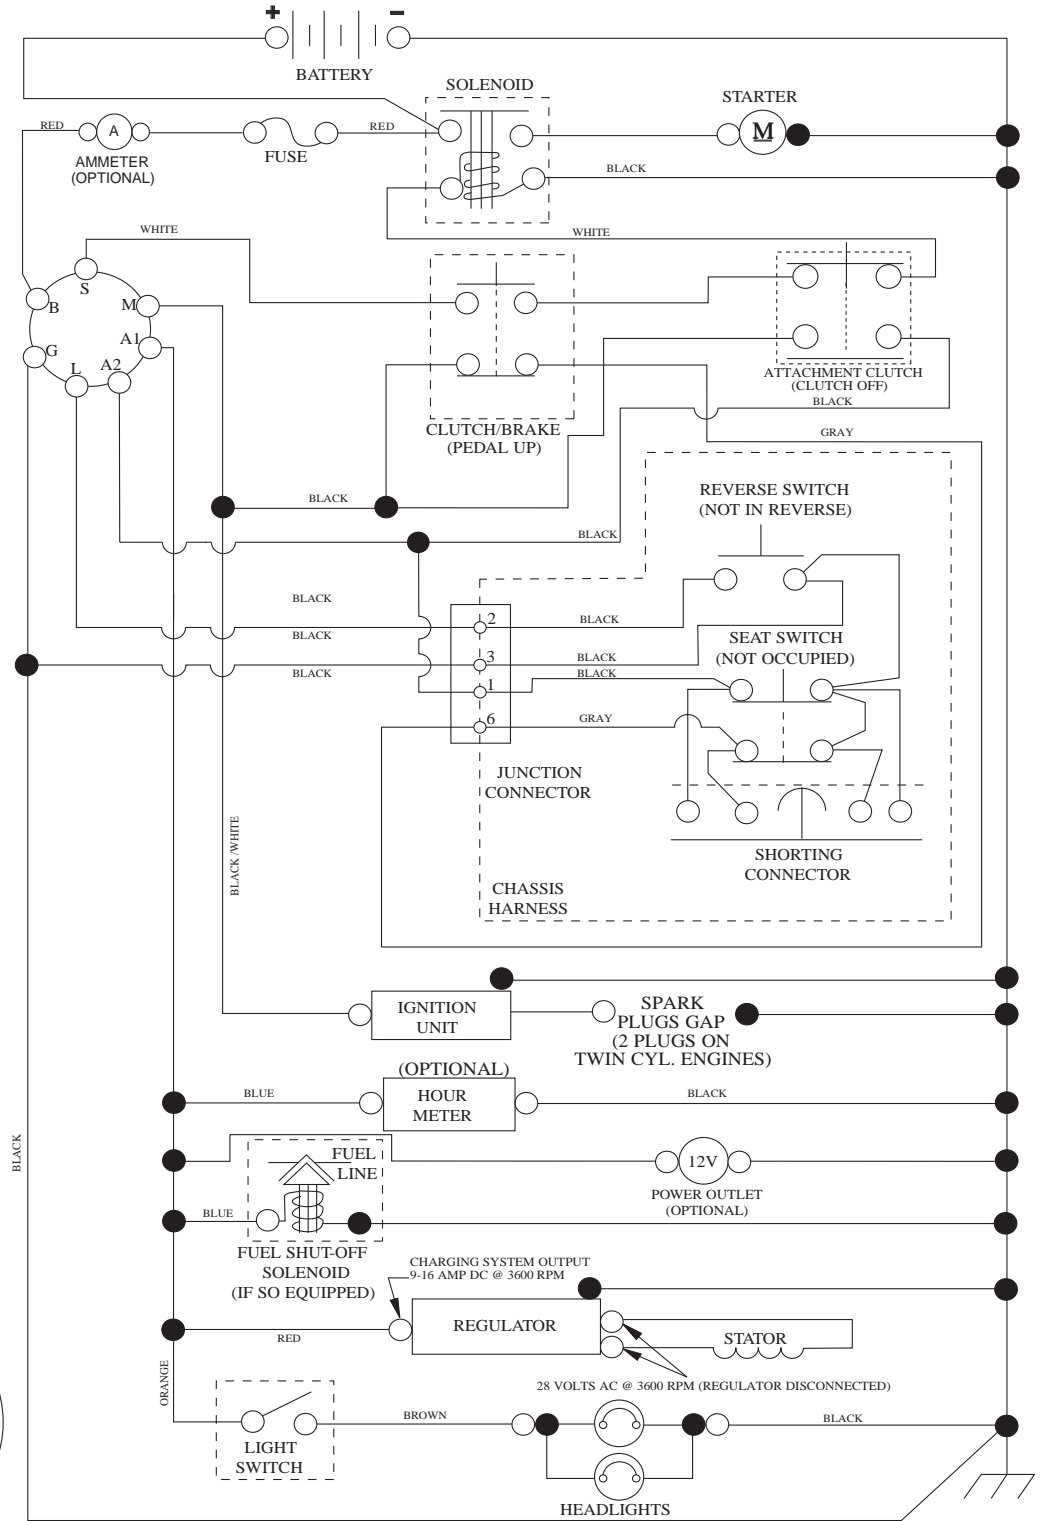 + −
BATTERY
SOLENOID
STARTER
RED
A
RED
M
FUSE
AMMETER
(OPTIONAL)
BLACK
WHITE
WHITE
S
B
M
A1
G
L
A2
ATTACHMENT CLUTCH
(CLUTCH OFF)
BLACK
CLUTCH/BRAKE
(PEDAL UP)
GRAY
REVERSE SWITCH
(NOT IN REVERSE)
BLACK
BLACK
BLACK
2
BLACK
BLACK
SEAT SWITCH
(NOT OCCUPIED)
3
BLACK
BLACK
BLACK
1
6
GRAY
JUNCTION
CONNECTOR
BLACK /WHITE
SHORTING
CONNECTOR
CHASSIS
HARNESS
IGNITION
UNIT
SPARK
PLUGS GAP
(2 PLUGS ON
TWIN CYL. ENGINES)
(OPTIONAL)
BLUE
HOUR
METER
BLACK
BLACK
FUEL
LINE
12V
POWER OUTLET
(OPTIONAL)
BLUE
FUEL SHUT-OFF
SOLENOID
(IF SO EQUIPPED)
CHARGING SYSTEM OUTPUT
9-16 AMP DC @ 3600 RPM
REGULATOR
RED
STATOR
28 VOLTS AC @ 3600 RPM (REGULATOR DISCONNECTED)
ORANGE
BROWN
BLACK
LIGHT
SWITCH
HEADLIGHTS